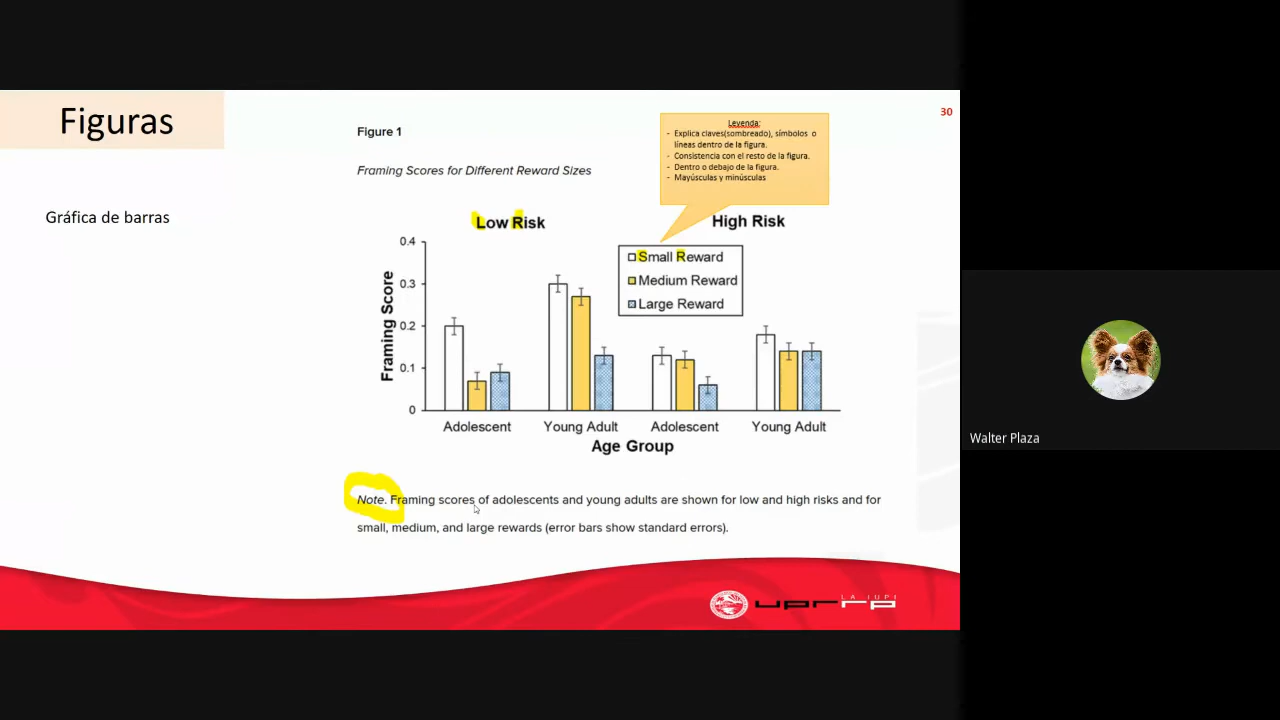 Figuras
30
Figure 1
Leyenda:
- Explica claves(sombreado), símbolos o
líneas dentro de la figura.
- Consistencia con el resto de la figura.
- Dentro o debajo de la figura.
- Mayúsculas y minúsculas
Framing Scores for Different Reward Sizes
Gráfica de barras
Low Risk
High Risk
0.4
0.3
0.2
0.1
0
Framing Score
Small Reward
Medium Reward
Large Reward
Adolescent
Young Adult
Adolescent
Young Adult
Age Group
Note. Framing scores of adolescents and young adults are shown for low and high risks and for
small, medium, and large rewards (error bars show standard errors).
LA IUPI
uprrp
Walter Plaza